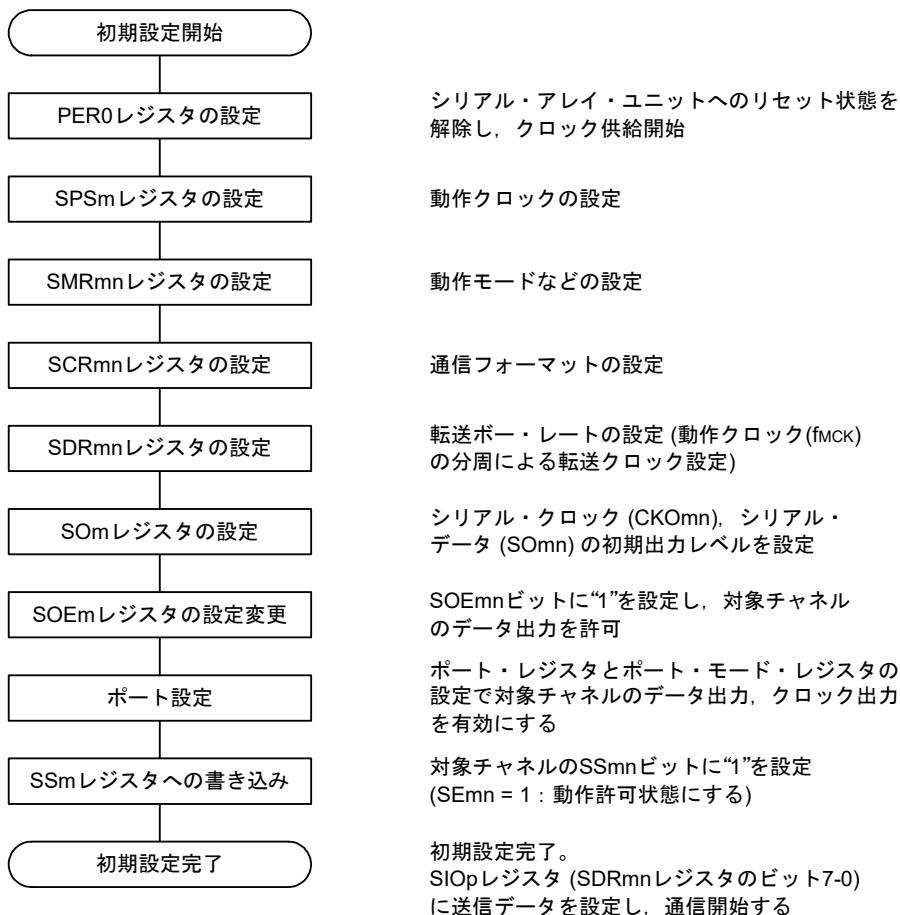 初期設定開始
PER0レジスタの設定
シリアル・アレイ・ユニットへのリセット状態を
解除し，クロック供給開始
SPSmレジスタの設定
動作クロックの設定
SMRmnレジスタの設定
動作モードなどの設定
SCRmnレジスタの設定
通信フォーマットの設定
SDRmnレジスタの設定
転送ボー・レートの設定 (動作クロック(fMCK)
の分周による転送クロック設定)
SOmレジスタの設定
シリアル・クロック (CKOmn)，シリアル・
データ (SOmn) の初期出力レベルを設定
SOEmレジスタの設定変更
SOEmnビットに“1”を設定し，対象チャネル
のデータ出力を許可
ポート設定
ポート・レジスタとポート・モード・レジスタの
設定で対象チャネルのデータ出力，クロック出力
を有効にする
SSmレジスタへの書き込み
対象チャネルのSSmnビットに“1”を設定
(SEmn = 1：動作許可状態にする)
初期設定完了
初期設定完了。
SIOpレジスタ (SDRmnレジスタのビット7-0)
に送信データを設定し，通信開始する